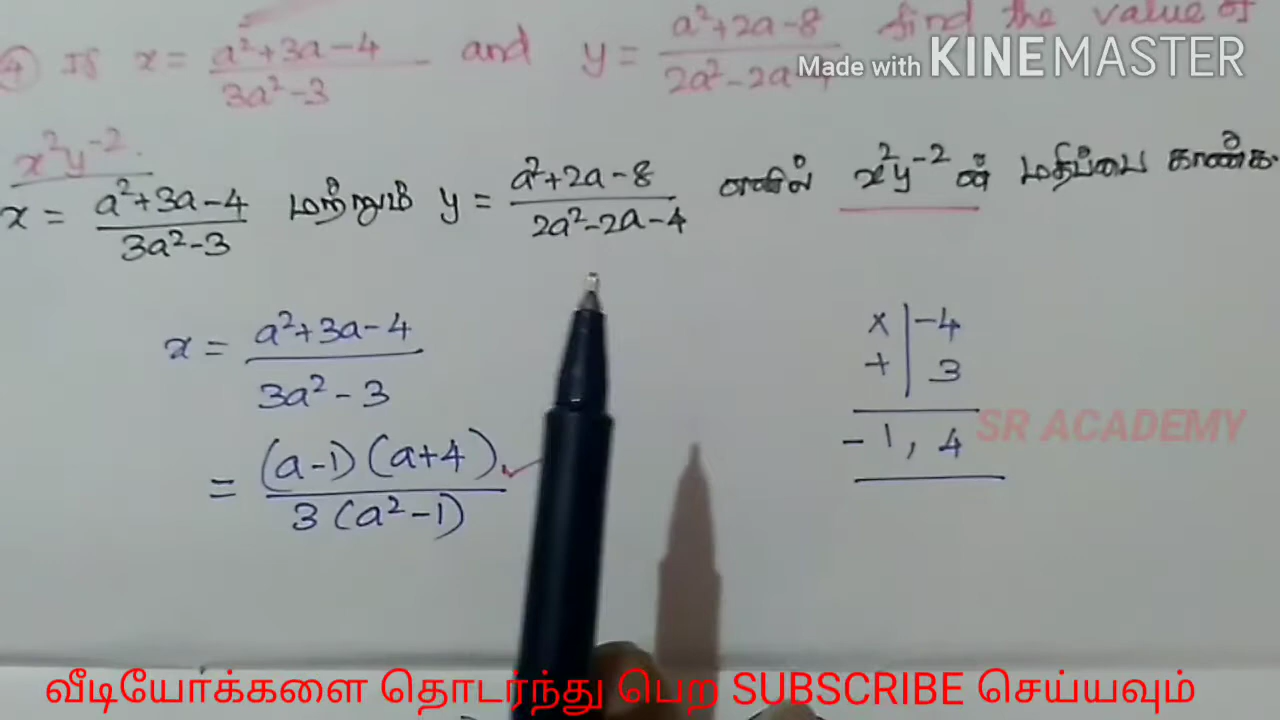 ④ If x = a²+3a-4 / 3a²-3 and y = a²+2a-8 / 2a²-2a-4 find the value of
Made with KINEMASTER
x²y⁻².
x = a²+3a-4 / 3a²-3 மற்றும் y = a²+2a-8 / 2a²-2a-4 எனில் x²y⁻² ன் மதிப்பை காண்க.
x = a²+3a-4 / 3a²-3
= (a-1)(a+4) / 3(a²-1)
x | -4
+ | 3
-1, 4
SR ACADEMY
வீடியோக்களை தொடர்ந்து பெற SUBSCRIBE செய்யவும்